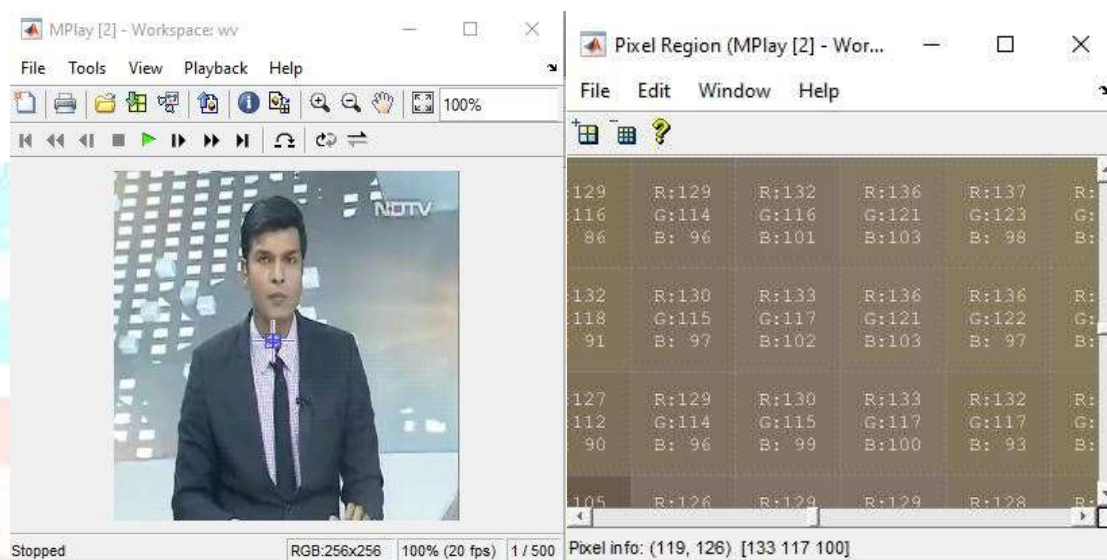 MPlay [2] - Workspace: wv
File Tools View Playback Help
100%
NDTV
Stopped
RGB:256x256 100% (20 fps) 1 / 500
Pixel Region (MPlay [2] - Wor...
File Edit Window Help
:129 R:129 R:132 R:136 R:137 R:
:116 G:114 G:116 G:121 G:123 G:
: 86 B: 96 B:101 B:103 B: 98 B:
:132 R:130 R:133 R:136 R:136 R:
:118 G:115 G:117 G:121 G:122 G:
: 91 B: 97 B:102 B:103 B: 97 B:
:127 R:129 R:130 R:133 R:132 R:
:112 G:114 G:115 G:117 G:117 G:
: 90 B: 96 B: 99 B:100 B: 93 B:
:105 R:126 R:129 R:129 R:128 R:
Pixel info: (119, 126) [133 117 100]